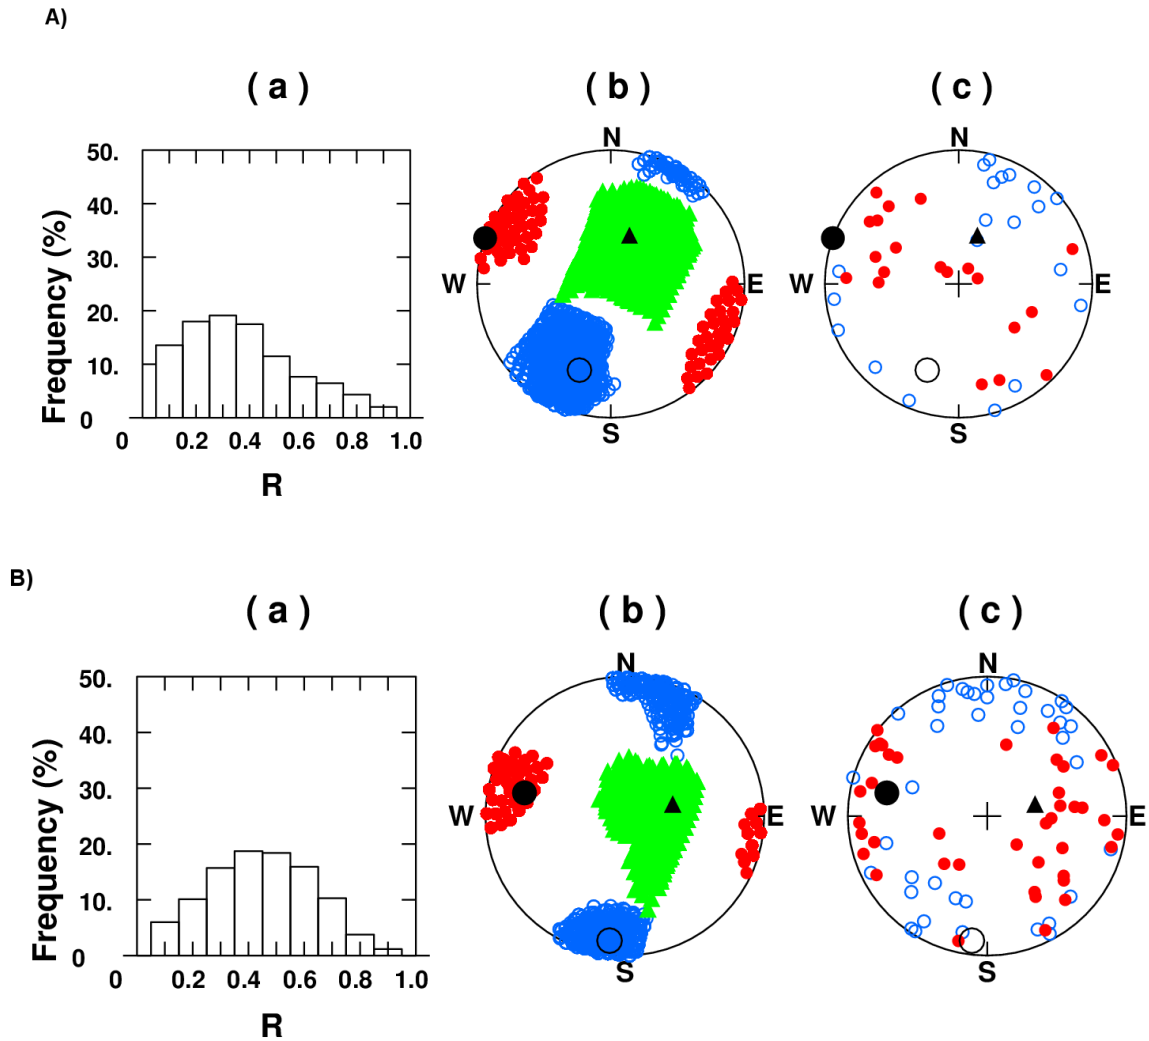 A)
( a ) ( b ) ( c )
Frequency (%)
50.
40.
30.
20.
10.
0
0 0.2 0.4 0.6 0.8 1.0
R
N
W E
S
N
W E
S
B)
( a ) ( b ) ( c )
Frequency (%)
50.
40.
30.
20.
10.
0
0 0.2 0.4 0.6 0.8 1.0
R
N
W E
S
N
W E
S